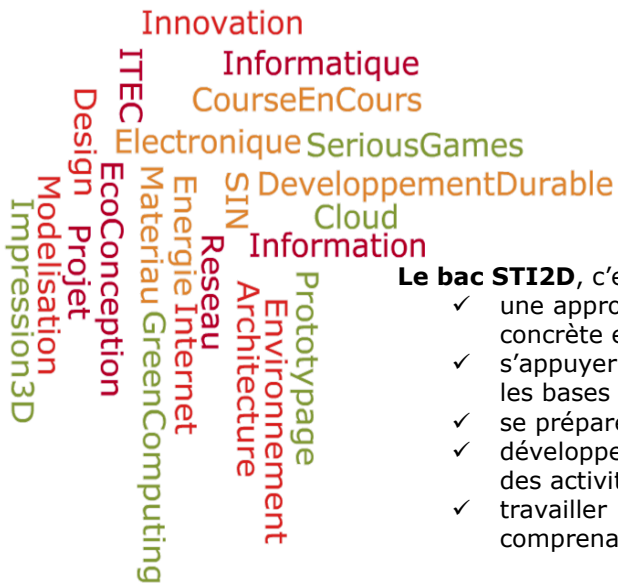 Innovation
ITEC
Informatique
CourseEnCours
Design
Electronique
SeriousGames
EcoConception
Materiau
Energie
SIN
DeveloppementDurable
Modelisation
Impression3D
Projet
Cloud
Reseau
Information
Internet
Architecture
Environnement
Prototypage
GreenComputing
Le bac STI2D, c'e
✓ une appro
concrète e
✓ s'appuyer
les bases
✓ se prépare
✓ développe
des activit
✓ travailler
comprena